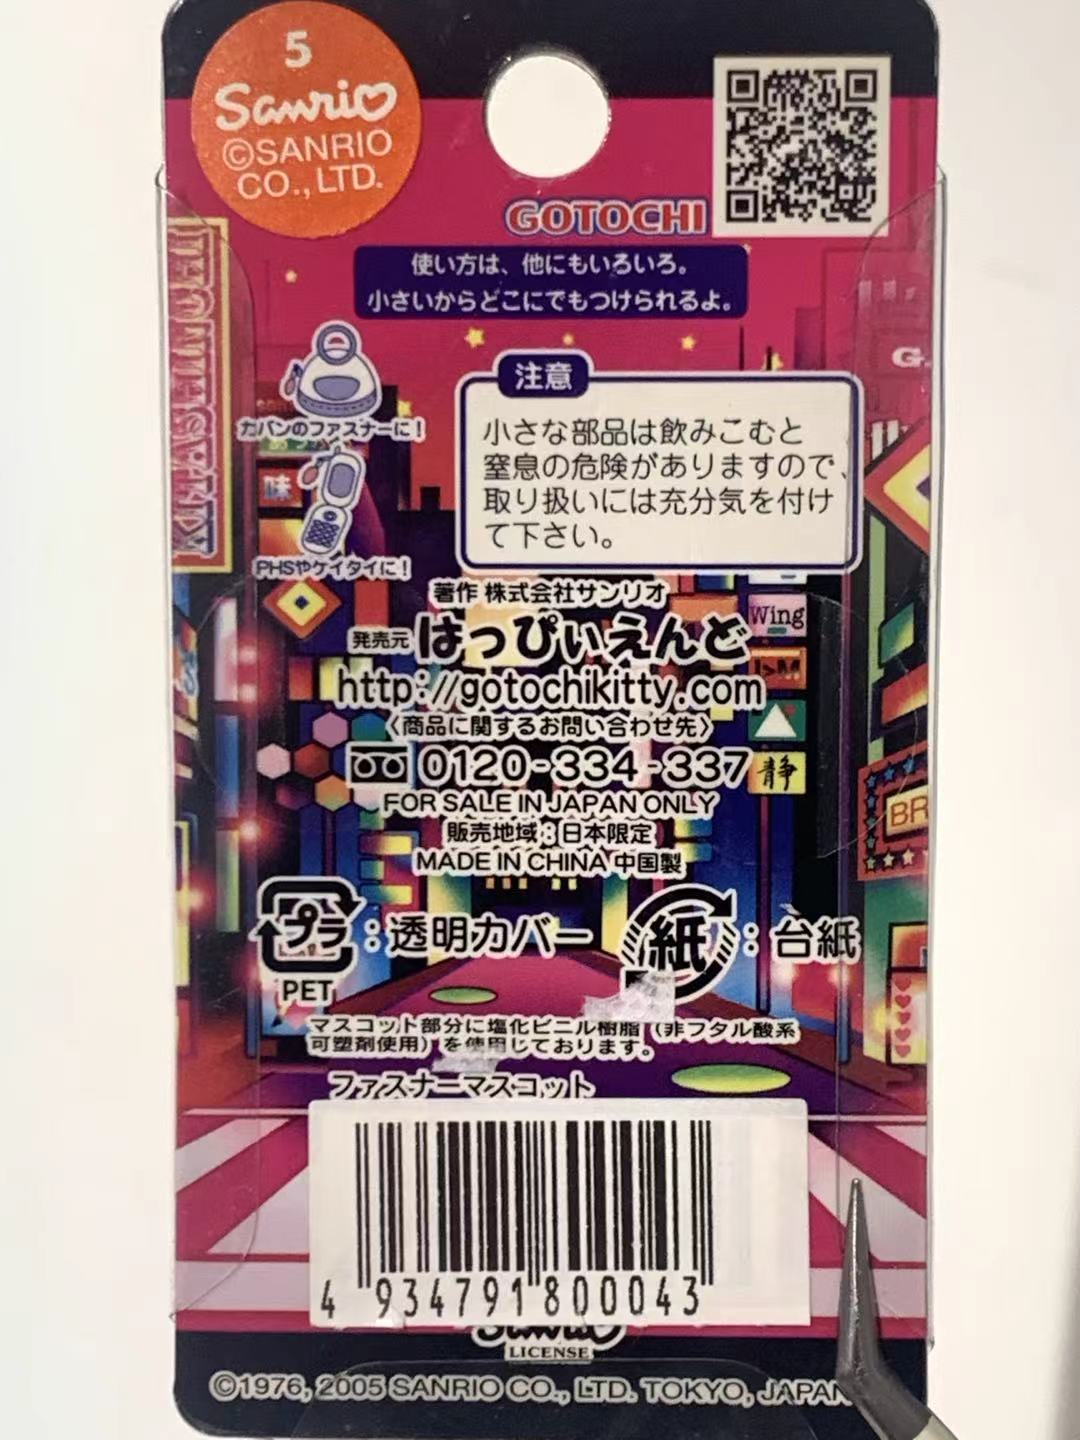 5
Sanrio
©SANRIO
CO., LTD.
GOTOCHI
使い方は、他にもいろいろ。
小さいからどこにでもつけられるよ。
カバンのファスナーに!
味
PHSやケイタイに!
注意
小さな部品は飲みこむと
窒息の危険がありますので、
取り扱いには充分気を付け
て下さい。
著作 株式会社サンリオ
発売元 はっぴぃえんど
http://gotochikitty.com
〈商品に関するお問い合わせ先〉
0120-334-337
FOR SALE IN JAPAN ONLY
販売地域:日本限定
MADE IN CHINA 中国製
Wing
静
BR
プラ:透明カバー
PET
紙:台紙
マスコット部分に塩化ビニル樹脂(非フタル酸系
可塑剤使用)を使用しております。
ファスナーマスコット
4 934791 800043
Sanrio
LICENSE
©1976, 2005 SANRIO CO., LTD. TOKYO, JAPAN